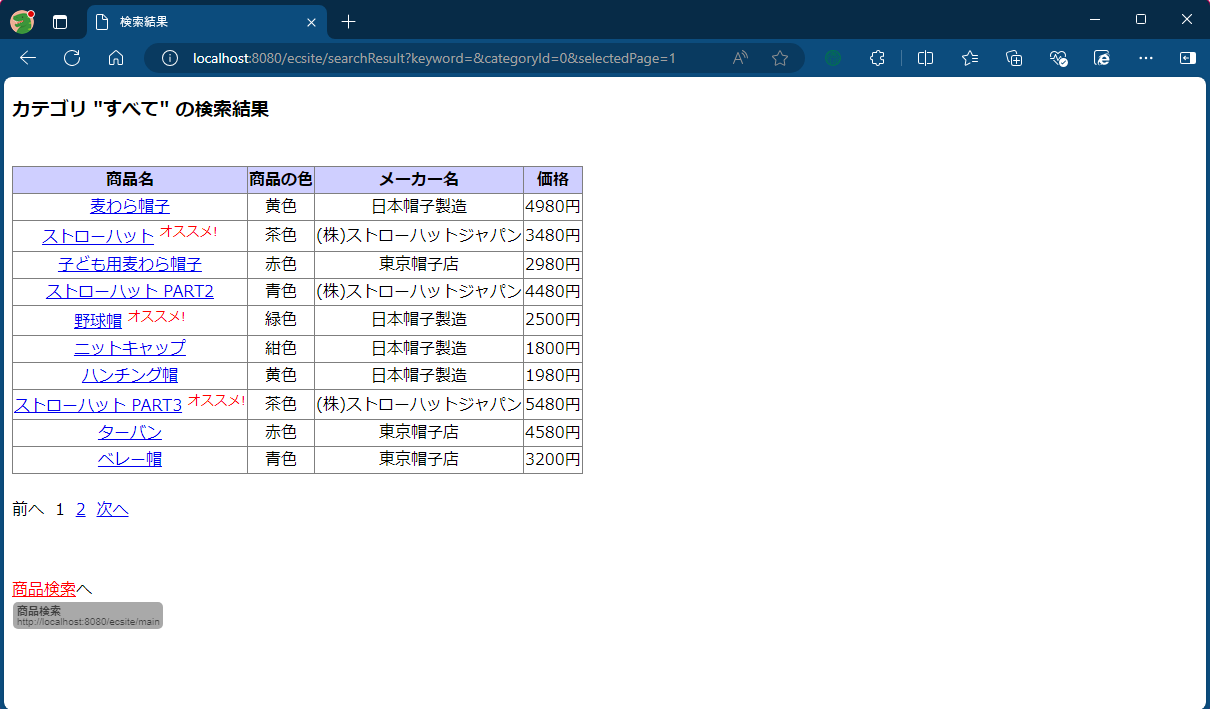 検索結果
localhost:8080/ecsite/searchResult?keyword=&categoryId=0&selectedPage=1
カテゴリ "すべて" の検索結果
商品名 商品の色 メーカー名 価格
麦わら帽子 黄色 日本帽子製造 4980円
ストローハット オススメ! 茶色 (株)ストローハットジャパン 3480円
子ども用麦わら帽子 赤色 東京帽子店 2980円
ストローハット PART2 青色 (株)ストローハットジャパン 4480円
野球帽 オススメ! 緑色 日本帽子製造 2500円
ニットキャップ 紺色 日本帽子製造 1800円
ハンチング帽 黄色 日本帽子製造 1980円
ストローハット PART3 オススメ! 茶色 (株)ストローハットジャパン 5480円
ターバン 赤色 東京帽子店 4580円
ベレー帽 青色 東京帽子店 3200円
前へ 1 2 次へ
商品検索へ
商品検索
http://localhost:8080/ecsite/main